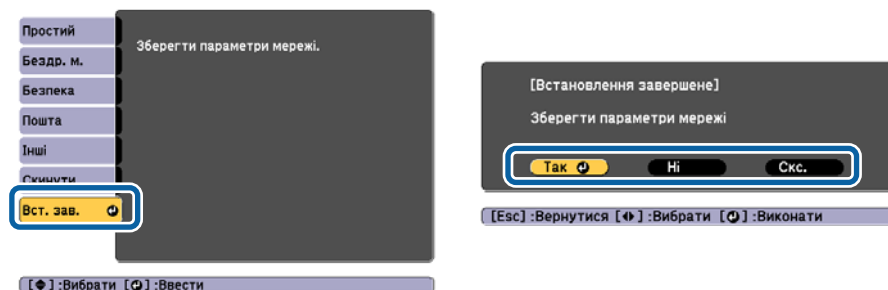 Простий
Бездр. м.
Безпека
Пошта
Інші
Скинути
Вст. зав.
Зберегти параметри мережі.
[ ] :Вибрати [ ] :Ввести
[Встановлення завершене]
Зберегти параметри мережі
Так Ні Скс.
[Esc] :Вернутися [ ] :Вибрати [ ] :Виконати